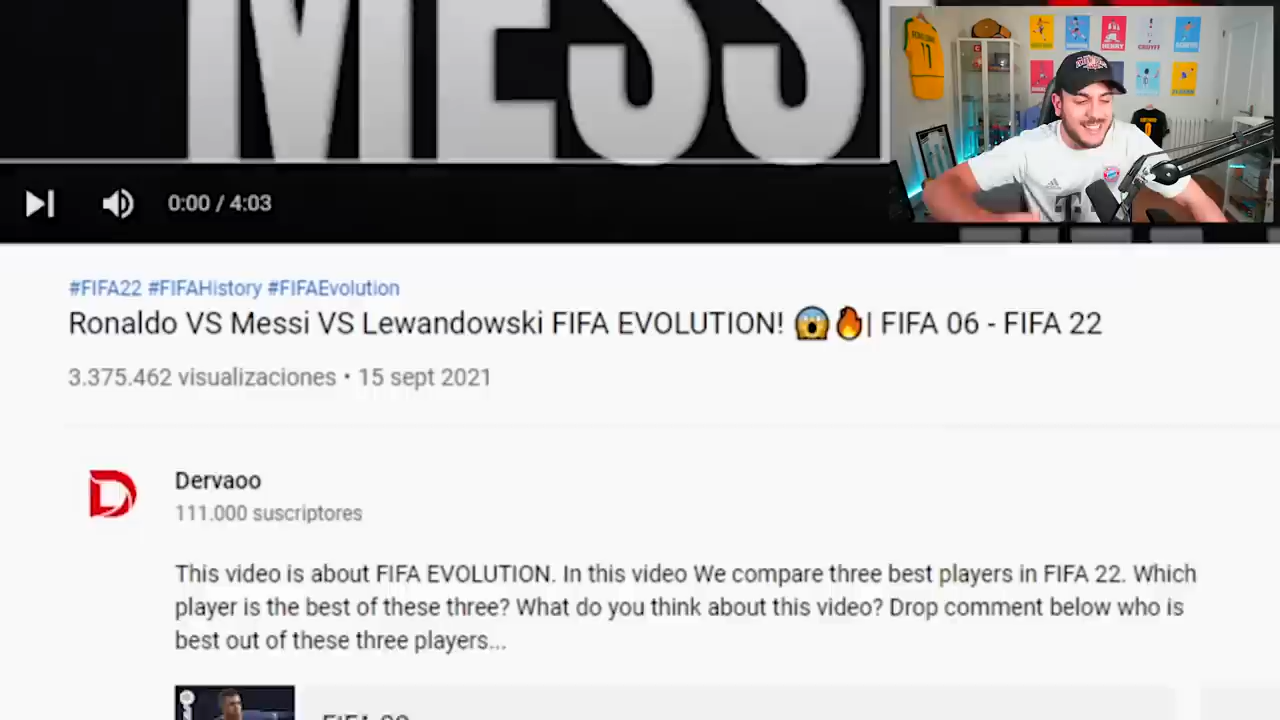 MESS
0:00 / 4:03
#FIFA22 #FIFAHistory #FIFAEvolution
Ronaldo VS Messi VS Lewandowski FIFA EVOLUTION! 😱🔥| FIFA 06 - FIFA 22
3.375.462 visualizaciones • 15 sept 2021
Dervaoo
111.000 suscriptores
This video is about FIFA EVOLUTION. In this video We compare three best players in FIFA 22. Which
player is the best of these three? What do you think about this video? Drop comment below who is
best out of these three players...